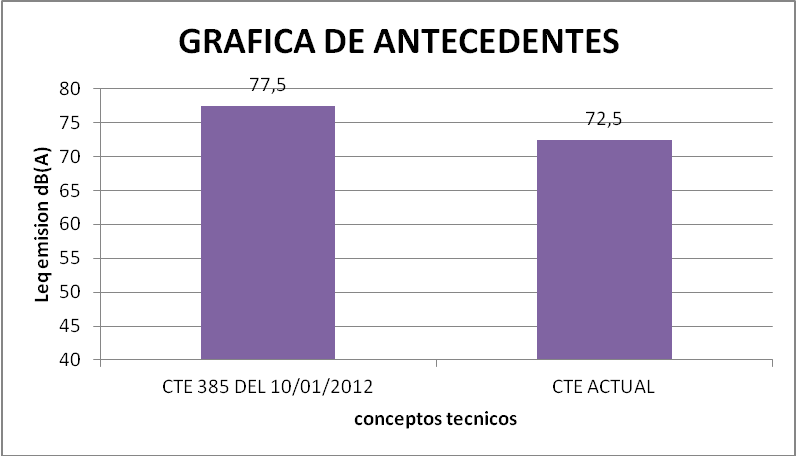 GRAFICA DE ANTECEDENTES
77,5
72,5
80
75
70
65
60
55
50
45
40
Leq emision dB(A)
CTE 385 DEL 10/01/2012
CTE ACTUAL
conceptos tecnicos